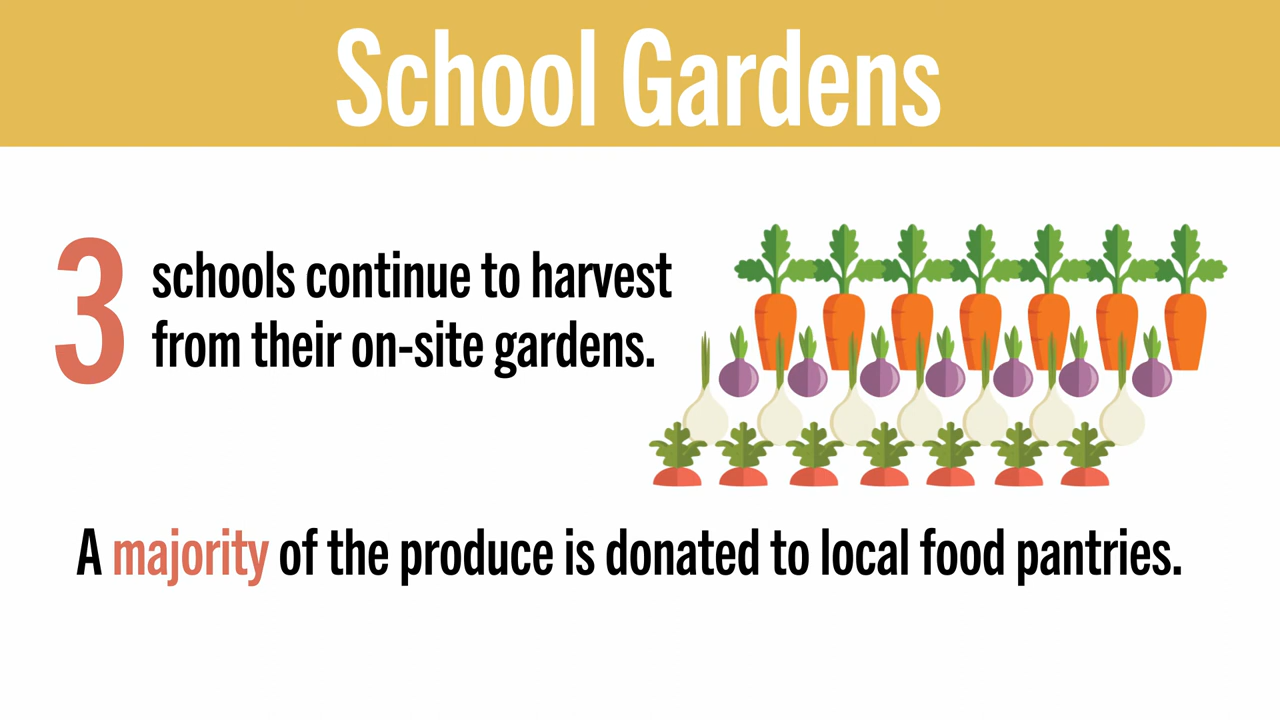 School Gardens
3
schools continue to harvest
from their on-site gardens.
A majority of the produce is donated to local food pantries.